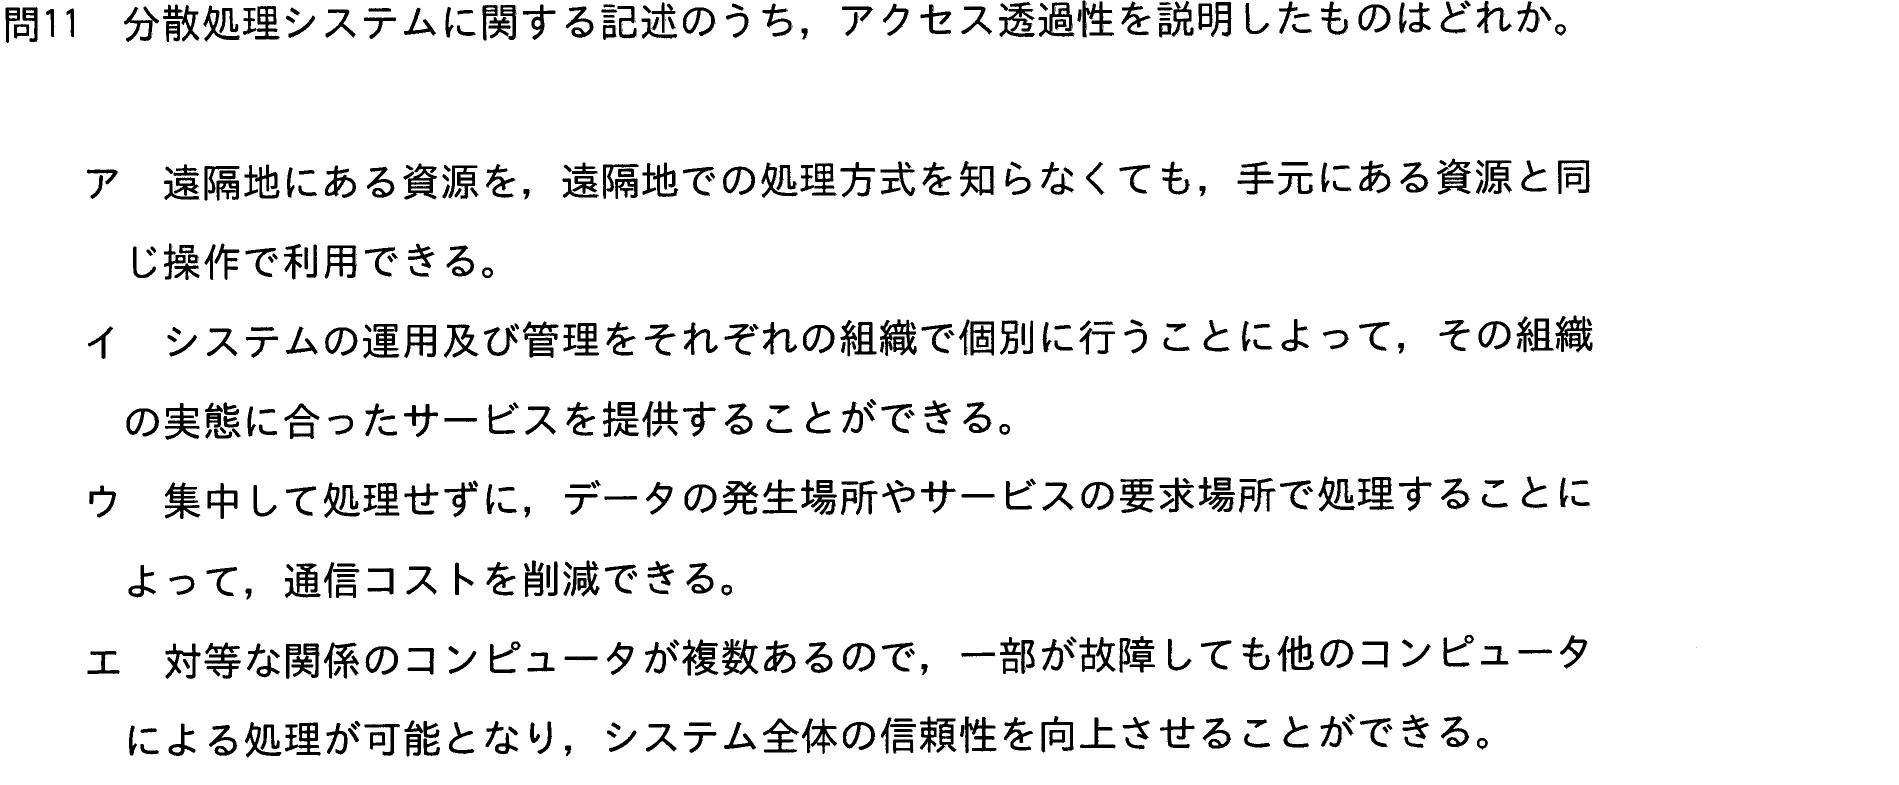 問11　分散処理システムに関する記述のうち，アクセス透過性を説明したものはどれか。
ア　遠隔地にある資源を，遠隔地での処理方式を知らなくても，手元にある資源と同
じ操作で利用できる。
イ　システムの運用及び管理をそれぞれの組織で個別に行うことによって，その組織
の実態に合ったサービスを提供することができる。
ウ　集中して処理せずに，データの発生場所やサービスの要求場所で処理することに
よって，通信コストを削減できる。
エ　対等な関係のコンピュータが複数あるので，一部が故障しても他のコンピュータ
による処理が可能となり，システム全体の信頼性を向上させることができる。